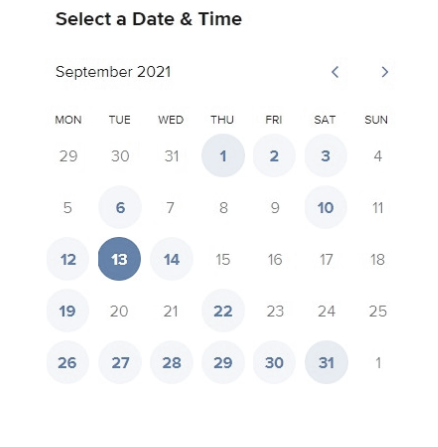 Select a Date & Time
September 2021
MON TUE WED THU FRI SAT SUN
29 30 31 1 2 3 4
5 6 7 8 9 10 11
12 13 14 15 16 17 18
19 20 21 22 23 24 25
26 27 28 29 30 31 1